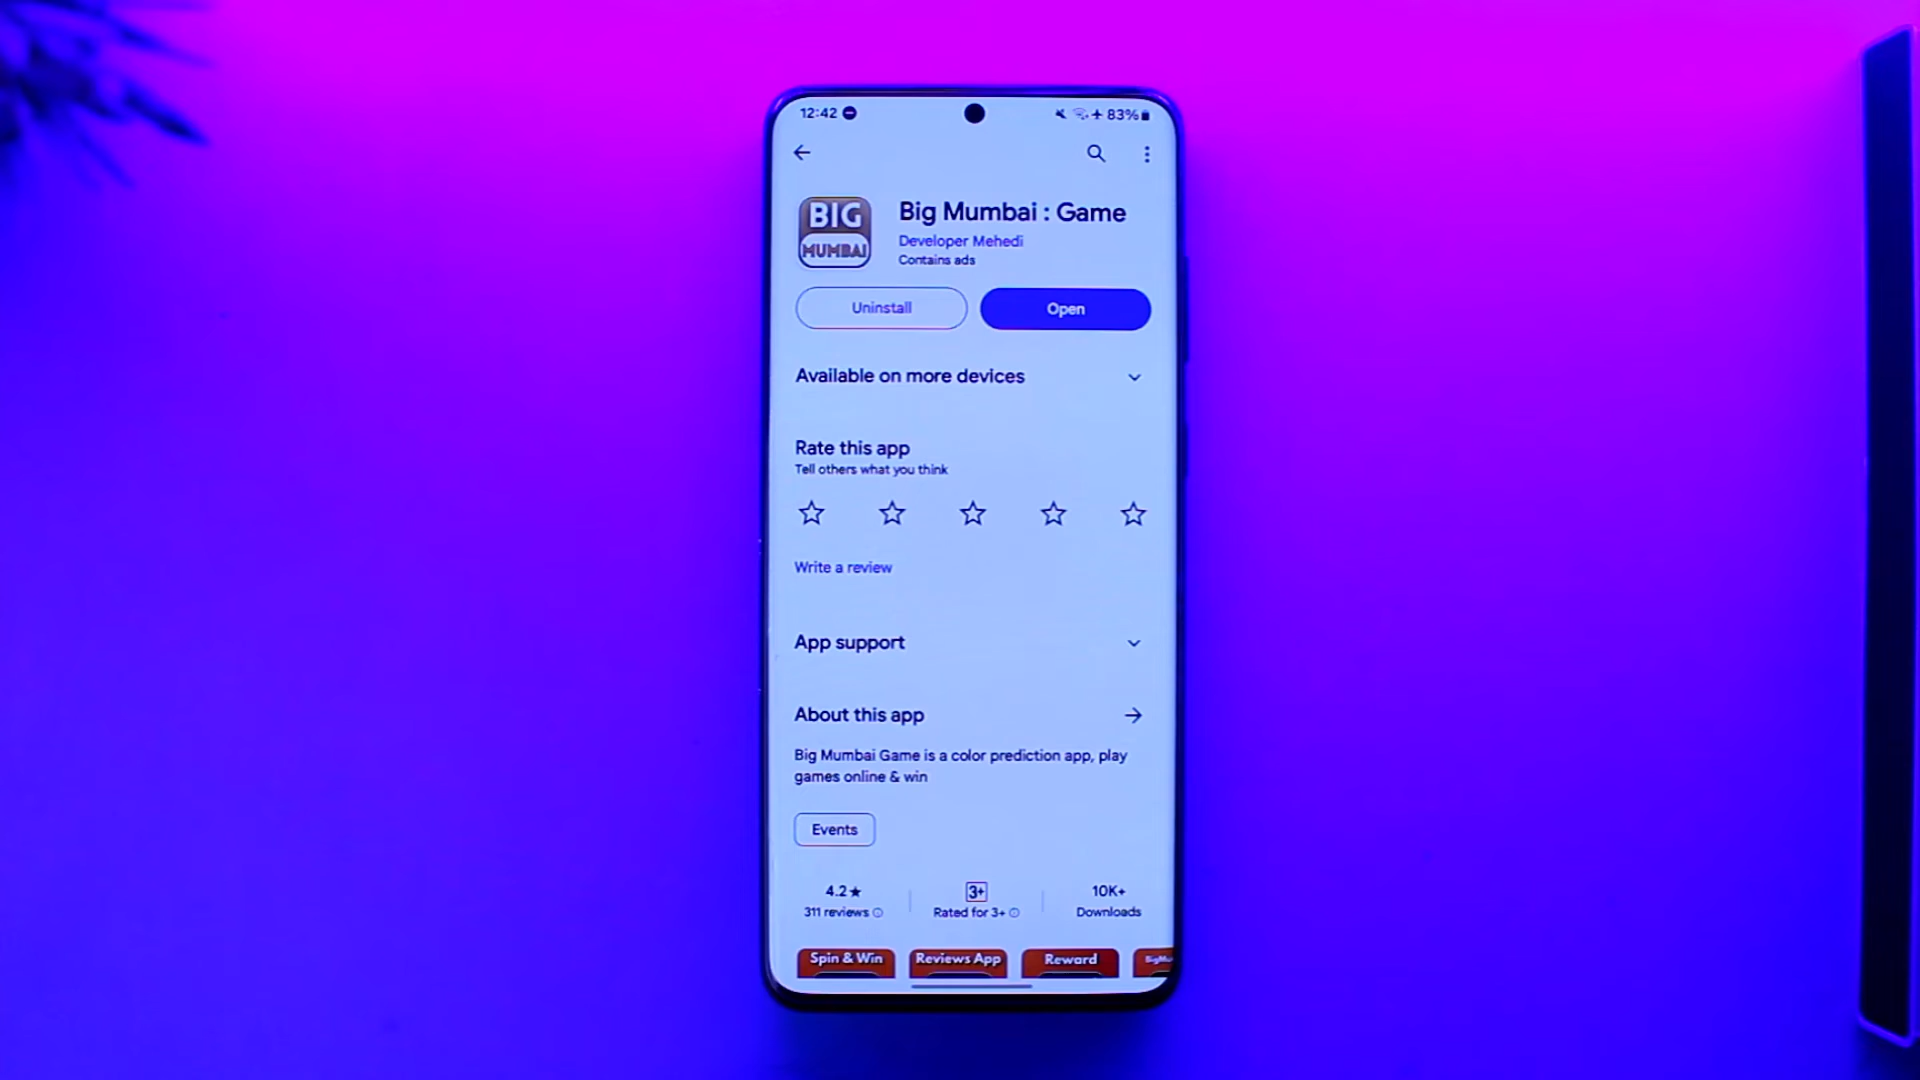 12:42
83%
BIG
MUMBAI
Big Mumbai : Game
Developer Mehedi
Contains ads
Uninstall
Open
Available on more devices
Rate this app
Tell others what you think
Write a review
App support
About this app
Big Mumbai Game is a color prediction app, play
games online & win
Events
4.2★
3+
10K+
311 reviews
Rated for 3+
Downloads
Spin & Win
Reviews App
Reward